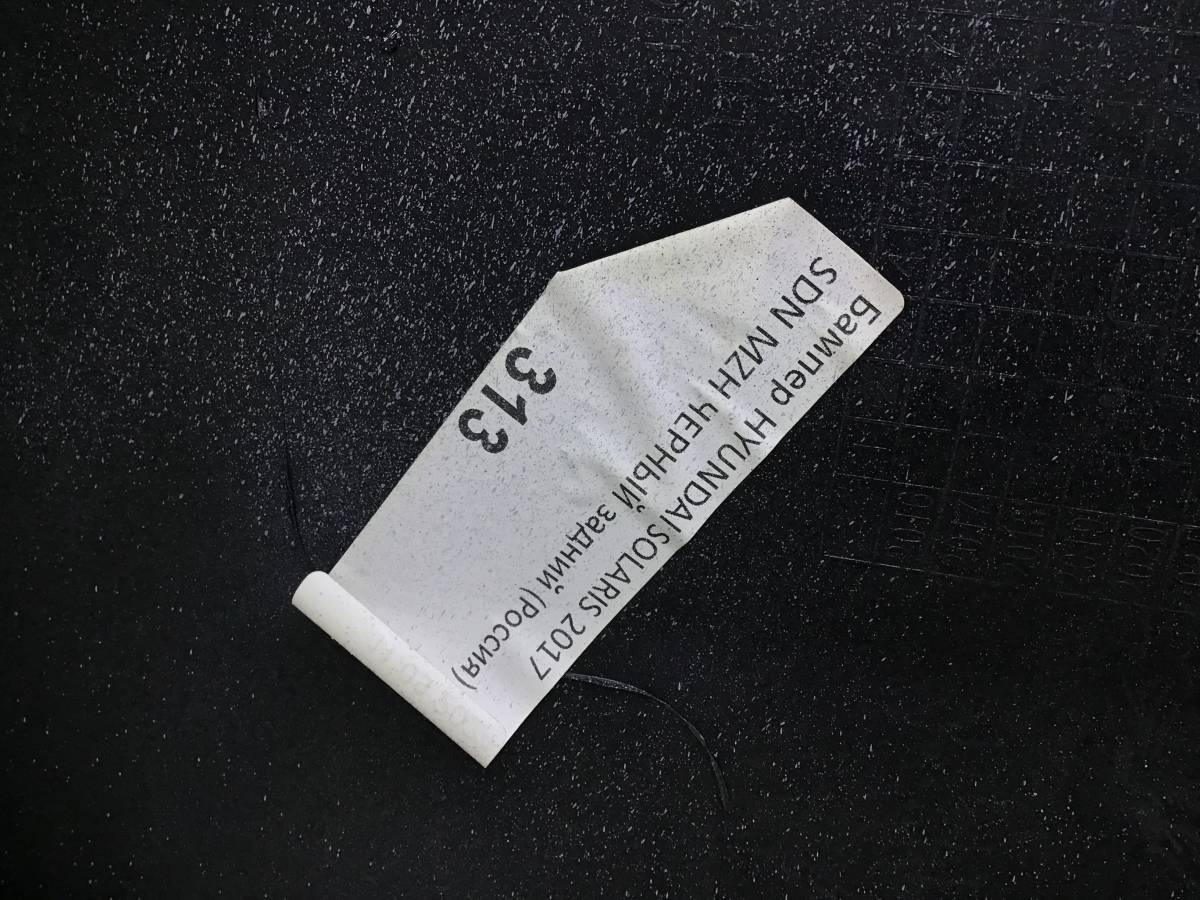 Бампер HYUNDAI SOLARIS 2017
SDN MZH ЧЕРНЫЙ задний (Россия)
313